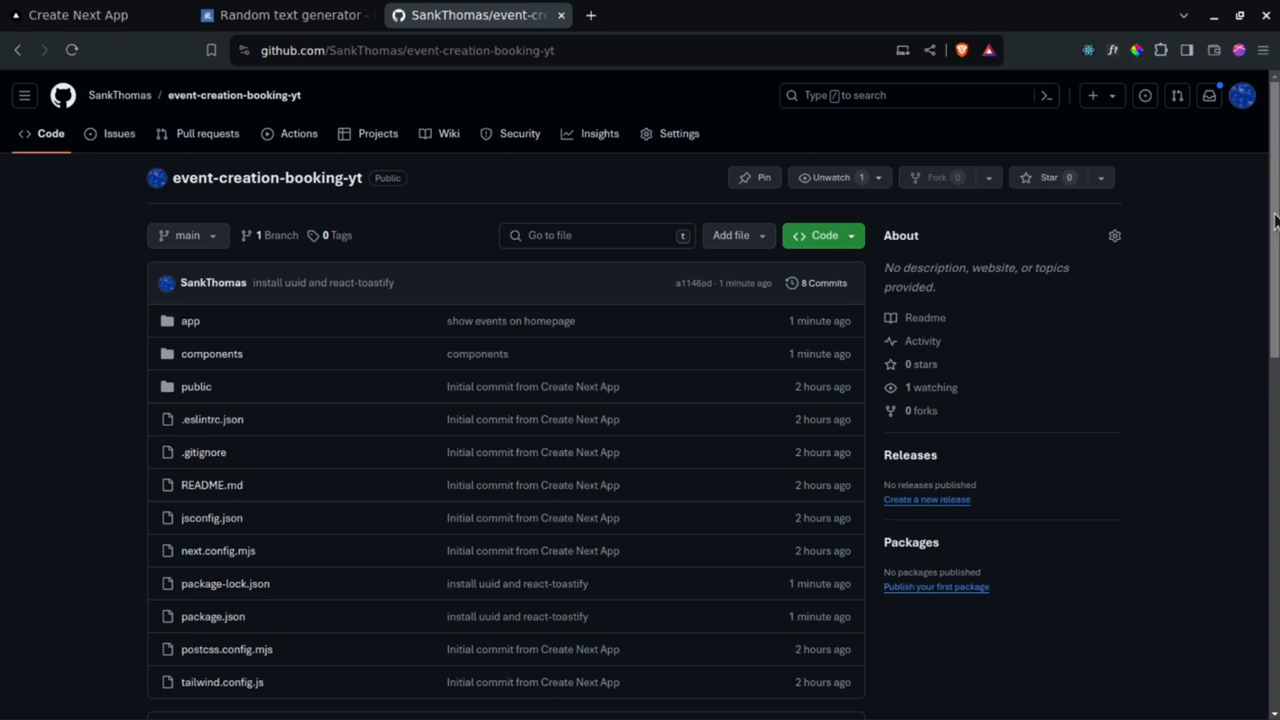 Create Next App
Random text generator -
SankThomas/event-cre
github.com/SankThomas/event-creation-booking-yt
SankThomas / event-creation-booking-yt
Type / to search
Code
Issues
Pull requests
Actions
Projects
Wiki
Security
Insights
Settings
event-creation-booking-yt Public
Pin
Unwatch 1
Fork 0
Star 0
main
1 Branch
0 Tags
Go to file
t
Add file
Code
SankThomas install uuid and react-toastify a1146ad · 1 minute ago 8 Commits
app show events on homepage 1 minute ago
components components 1 minute ago
public Initial commit from Create Next App 2 hours ago
.eslintrc.json Initial commit from Create Next App 2 hours ago
.gitignore Initial commit from Create Next App 2 hours ago
README.md Initial commit from Create Next App 2 hours ago
jsconfig.json Initial commit from Create Next App 2 hours ago
next.config.mjs Initial commit from Create Next App 2 hours ago
package-lock.json install uuid and react-toastify 1 minute ago
package.json install uuid and react-toastify 1 minute ago
postcss.config.mjs Initial commit from Create Next App 2 hours ago
tailwind.config.js Initial commit from Create Next App 2 hours ago
About
No description, website, or topics
provided.
Readme
Activity
0 stars
1 watching
0 forks
Releases
No releases published
Create a new release
Packages
No packages published
Publish your first package